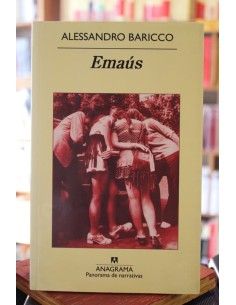 ALESSANDRO BARICCO
Emaús
ANAGRAMA
Panorama de narrativas